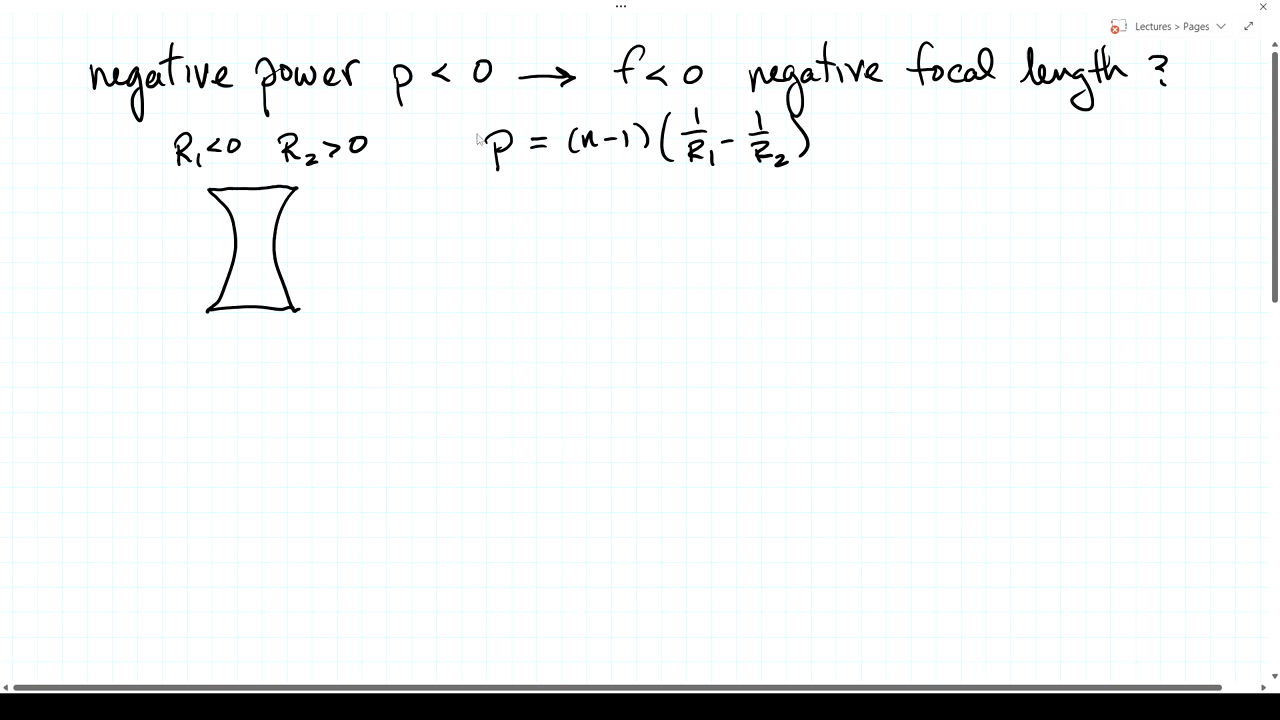 Lectures > Pages
negative power p < 0 → f < 0 negative focal length ?
R₁<0 R₂>0 p = (n-1)(1/R₁ - 1/R₂)